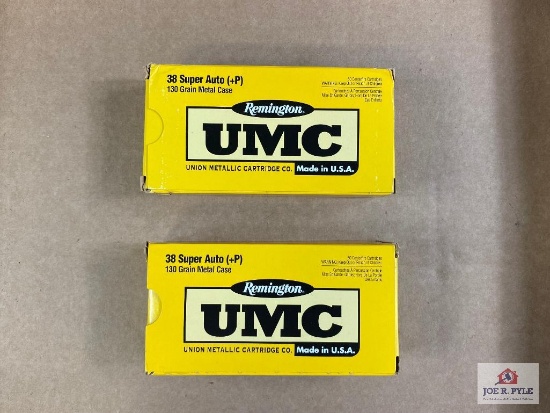 38 Super Auto (+P)
130 Grain Metal Case
Remington
UMC
UNION METALLIC CARTRIDGE CO. Made in U.S.A.
38 Super Auto (+P)
130 Grain Metal Case
Remington
UMC
UNION METALLIC CARTRIDGE CO. Made in U.S.A.
JOE R. PYLE